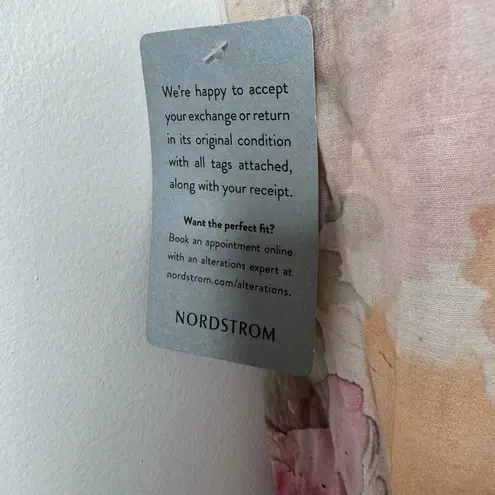 We're happy to accept
your exchange or return
in its original condition
with all tags attached,
along with your receipt.
Want the perfect fit?
Book an appointment online
with an alterations expert at
nordstrom.com/alterations.
NORDSTROM